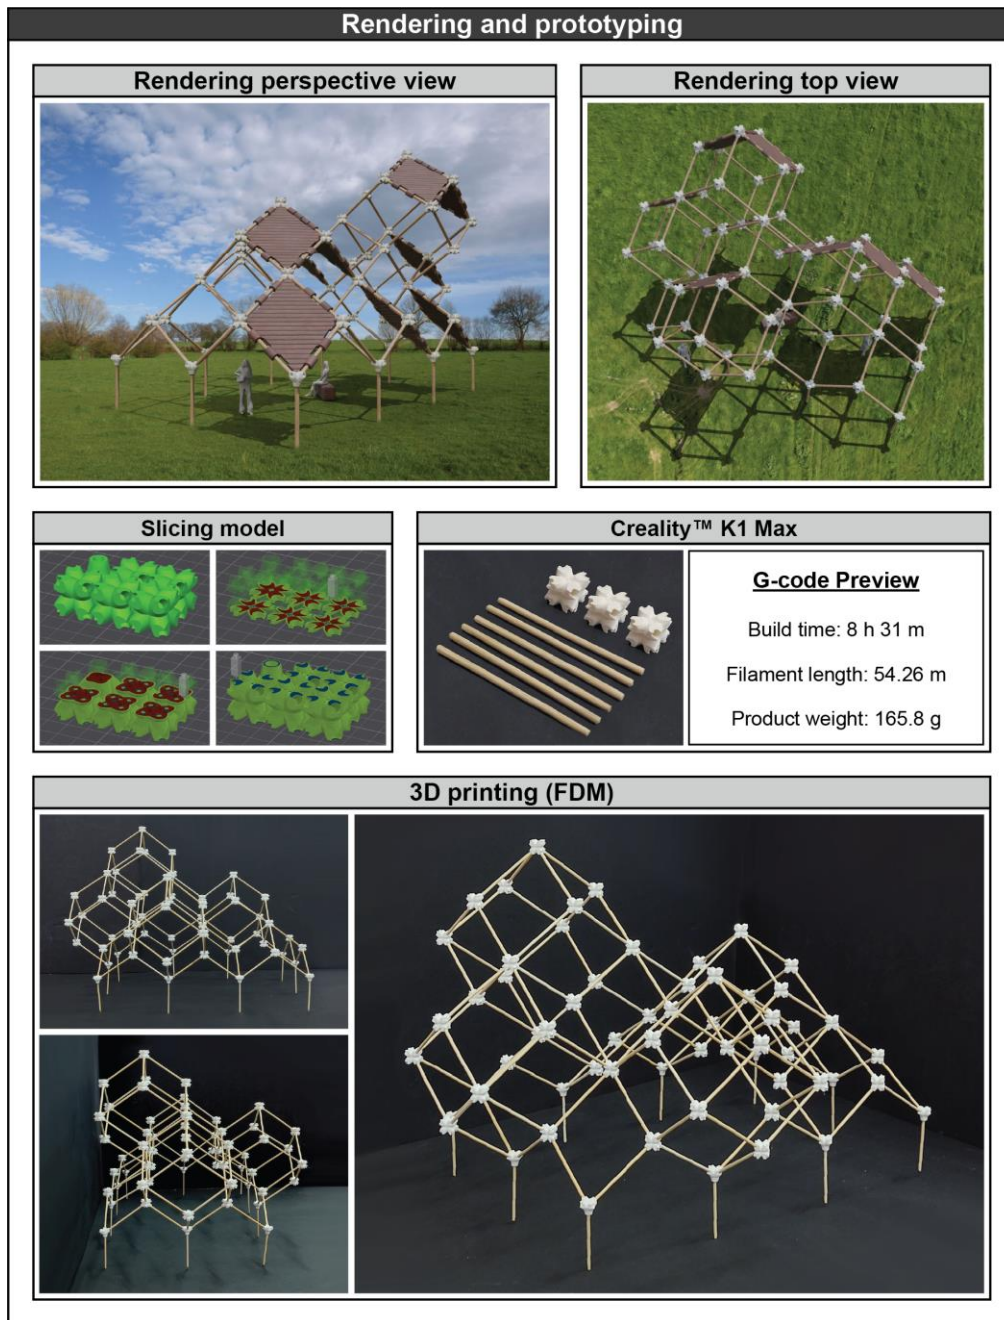 Rendering and prototyping
Rendering perspective view
Rendering top view
Slicing model
Creality™ K1 Max
G-code Preview
Build time: 8 h 31 m
Filament length: 54.26 m
Product weight: 165.8 g
3D printing (FDM)